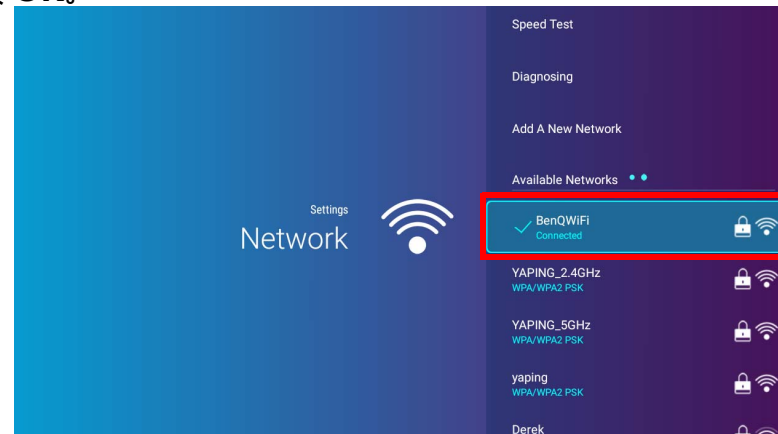 OK。
Speed Test
Diagnosing
Add A New Network
Available Networks
Settings
Network
BenQWiFi
Connected
YAPING_2.4GHz
WPA/WPA2 PSK
YAPING_5GHz
WPA/WPA2 PSK
yaping
WPA/WPA2 PSK
Derek